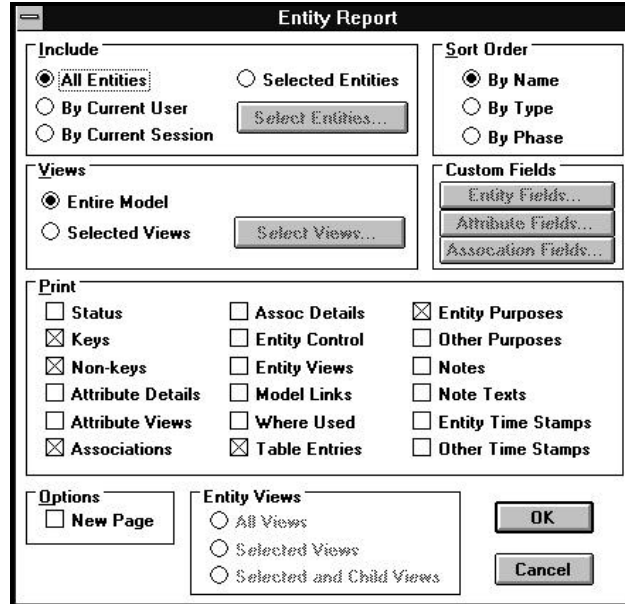 Entity Report
Include
All Entities
Selected Entities
By Current User
Select Entities...
By Current Session
Sort Order
By Name
By Type
By Phase
Views
Entire Model
Selected Views
Select Views...
Custom Fields
Entity Fields...
Attribute Fields...
Assocation Fields...
Print
Status
Assoc Details
Entity Purposes
Keys
Entity Control
Other Purposes
Non-keys
Entity Views
Notes
Attribute Details
Model Links
Note Texts
Attribute Views
Where Used
Entity Time Stamps
Associations
Table Entries
Other Time Stamps
Options
New Page
Entity Views
All Views
Selected Views
Selected and Child Views
OK
Cancel